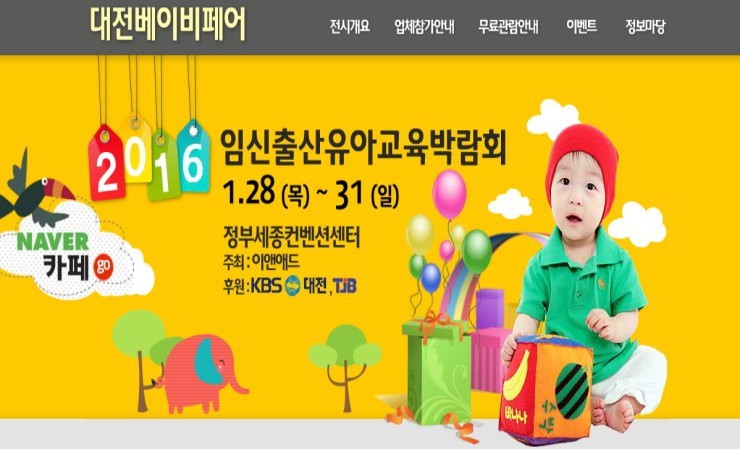 대전베이비페어
전시개요 업체참가안내 무료관람안내 이벤트 정보마당
2016
임신출산유아교육박람회
1.28 (목) ~ 31 (일)
정부세종컨벤션센터
주최 : 이앤애드
후원 : KBS 대전, TJB
NAVER
카페 go
바나나
수박